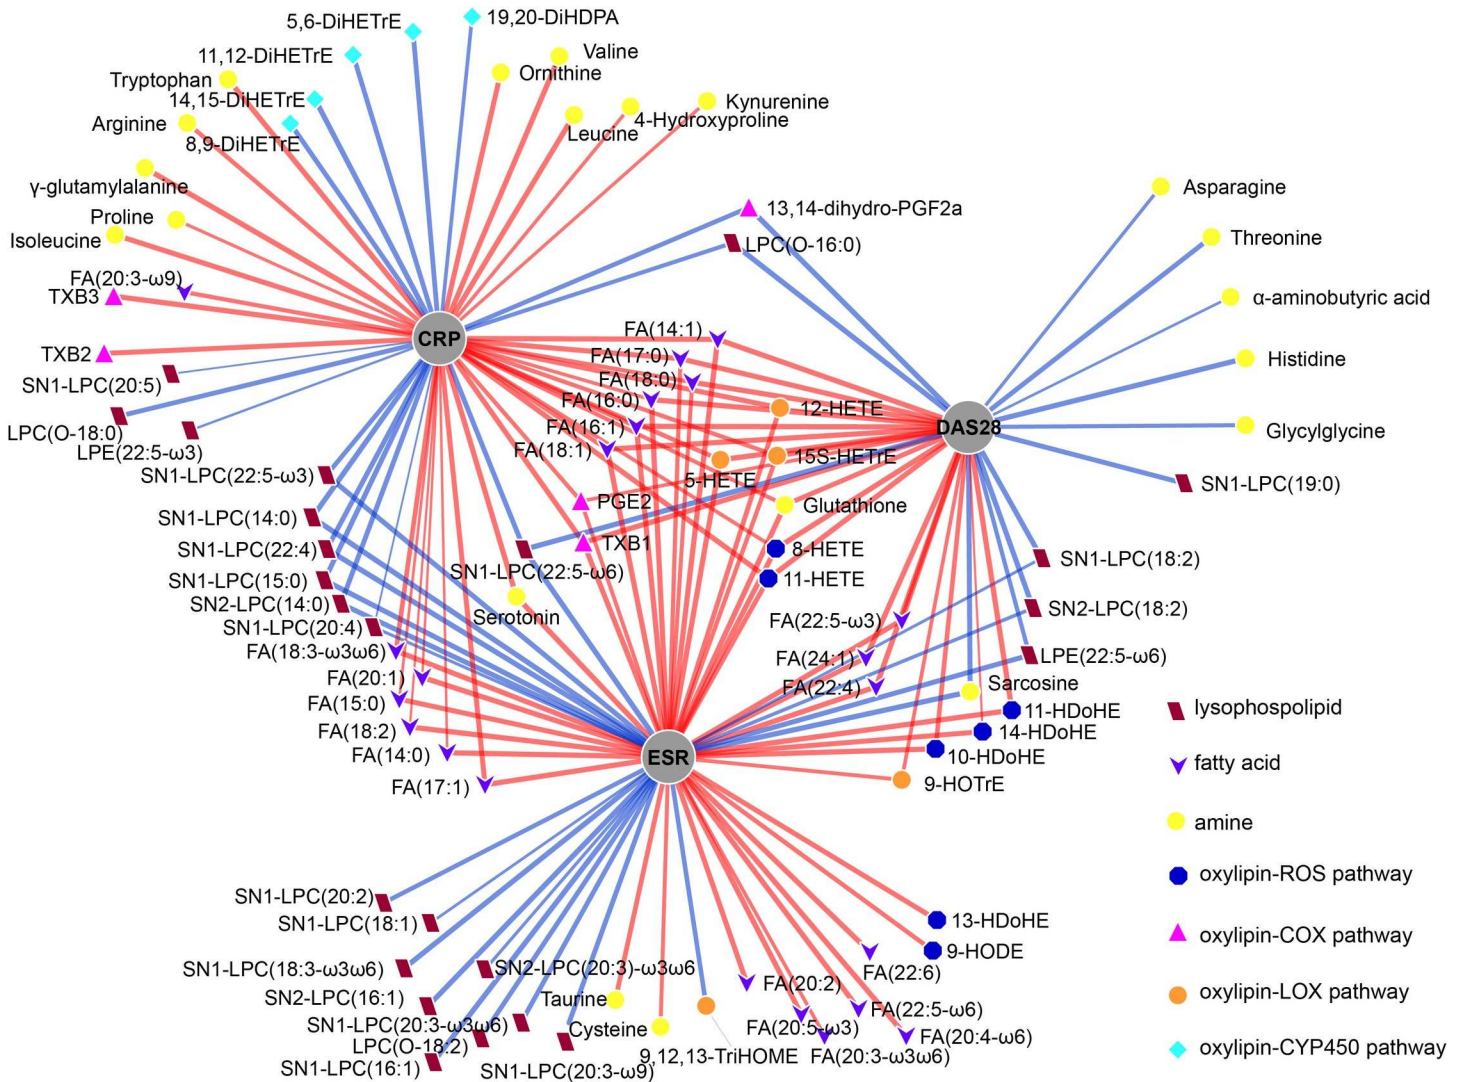 5,6-DiHETrE
19,20-DiHDPA
11,12-DiHETrE
Valine
Ornithine
Tryptophan
14,15-DiHETrE
Kynurenine
4-Hydroxyproline
Leucine
Arginine
8,9-DiHETrE
γ-glutamylalanine
Proline
Isoleucine
FA(20:3-ω9)
TXB3
TXB2
SN1-LPC(20:5)
LPC(O-18:0)
LPE(22:5-ω3)
CRP
13,14-dihydro-PGF2a
LPC(O-16:0)
Asparagine
Threonine
α-aminobutyric acid
Histidine
Glycylglycine
SN1-LPC(19:0)
DAS28
FA(14:1)
FA(17:0)
FA(18:0)
FA(16:0)
12-HETE
FA(16:1)
FA(18:1)
15S-HETrE
5-HETE
PGE2
Glutathione
TXB1
8-HETE
SN1-LPC(22:5-ω6)
11-HETE
Serotonin
SN1-LPC(22:5-ω3)
SN1-LPC(14:0)
SN1-LPC(22:4)
SN1-LPC(15:0)
SN2-LPC(14:0)
SN1-LPC(20:4)
FA(18:3-ω3ω6)
FA(20:1)
FA(15:0)
FA(18:2)
FA(14:0)
FA(17:1)
SN1-LPC(18:2)
SN2-LPC(18:2)
FA(22:5-ω3)
FA(24:1)
LPE(22:5-ω6)
FA(22:4)
Sarcosine
11-HDoHE
14-HDoHE
10-HDoHE
9-HOTrE
ESR
SN1-LPC(20:2)
SN1-LPC(18:1)
SN1-LPC(18:3-ω3ω6)
SN2-LPC(20:3)-ω3ω6
SN2-LPC(16:1)
SN1-LPC(20:3-ω3ω6)
LPC(O-18:2)
SN1-LPC(16:1)
SN1-LPC(20:3-ω9)
Taurine
Cysteine
9,12,13-TriHOME
13-HDoHE
9-HODE
FA(22:6)
FA(20:2)
FA(22:5-ω6)
FA(20:5-ω3)
FA(20:4-ω6)
FA(20:3-ω3ω6)
lysophospolipid
fatty acid
amine
oxylipin-ROS pathway
oxylipin-COX pathway
oxylipin-LOX pathway
oxylipin-CYP450 pathway